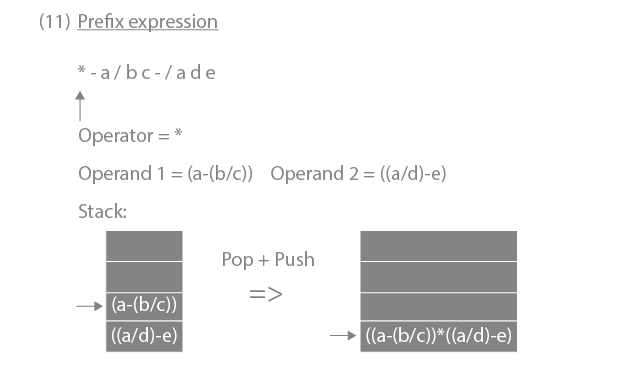 (11) Prefix expression
* - a / b c - / a d e
Operator = *
Operand 1 = (a-(b/c)) Operand 2 = ((a/d)-e)
Stack:
Pop + Push
=>
(a-(b/c))
((a/d)-e)
((a-(b/c))*((a/d)-e)